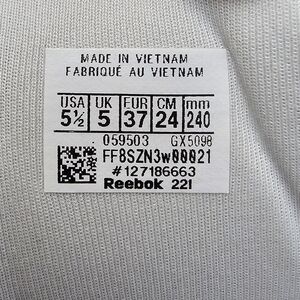 MADE IN VIETNAM
FABRIQUÉ AU VIETNAM
USA UK EUR CM mm
5½ 5 37 24 240
059503 GX5098
FF8SZN3w00021
#127186663
Reebok 221